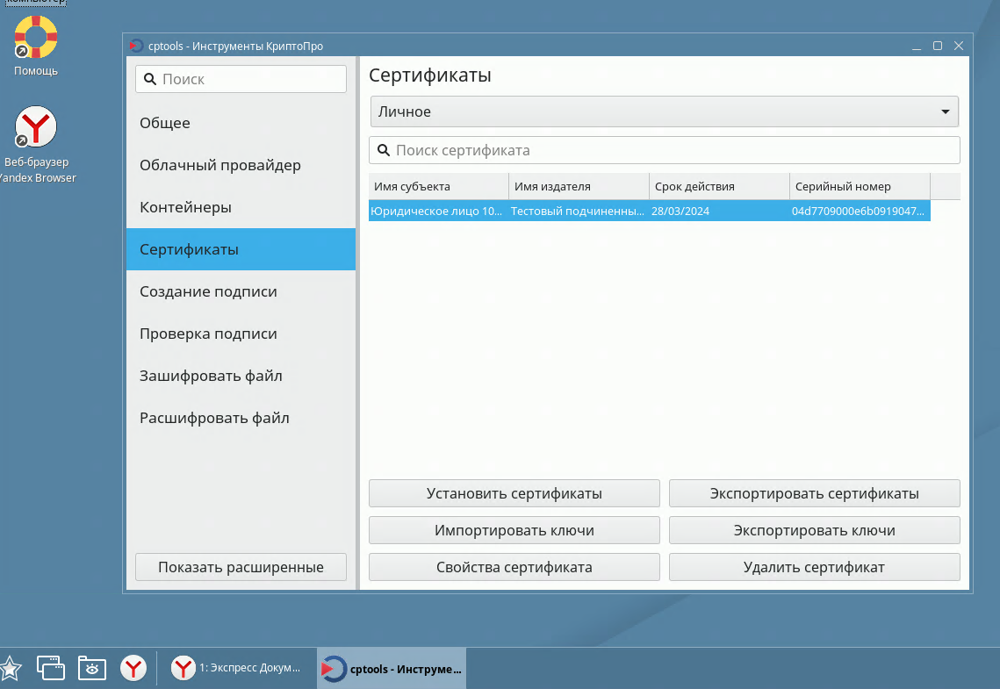 компьютер
Помощь
Веб-браузер
Yandex Browser
cptools - Инструменты КриптоПро
Поиск
Общее
Облачный провайдер
Контейнеры
Сертификаты
Создание подписи
Проверка подписи
Зашифровать файл
Расшифровать файл
Показать расширенные
Сертификаты
Личное
Поиск сертификата
Имя субъекта Имя издателя Срок действия Серийный номер
Юридическое лицо 10... Тестовый подчиненны... 28/03/2024 04d7709000e6b0919047...
Установить сертификаты Экспортировать сертификаты
Импортировать ключи Экспортировать ключи
Свойства сертификата Удалить сертификат
1: Экспресс Докум...
cptools - Инструме...